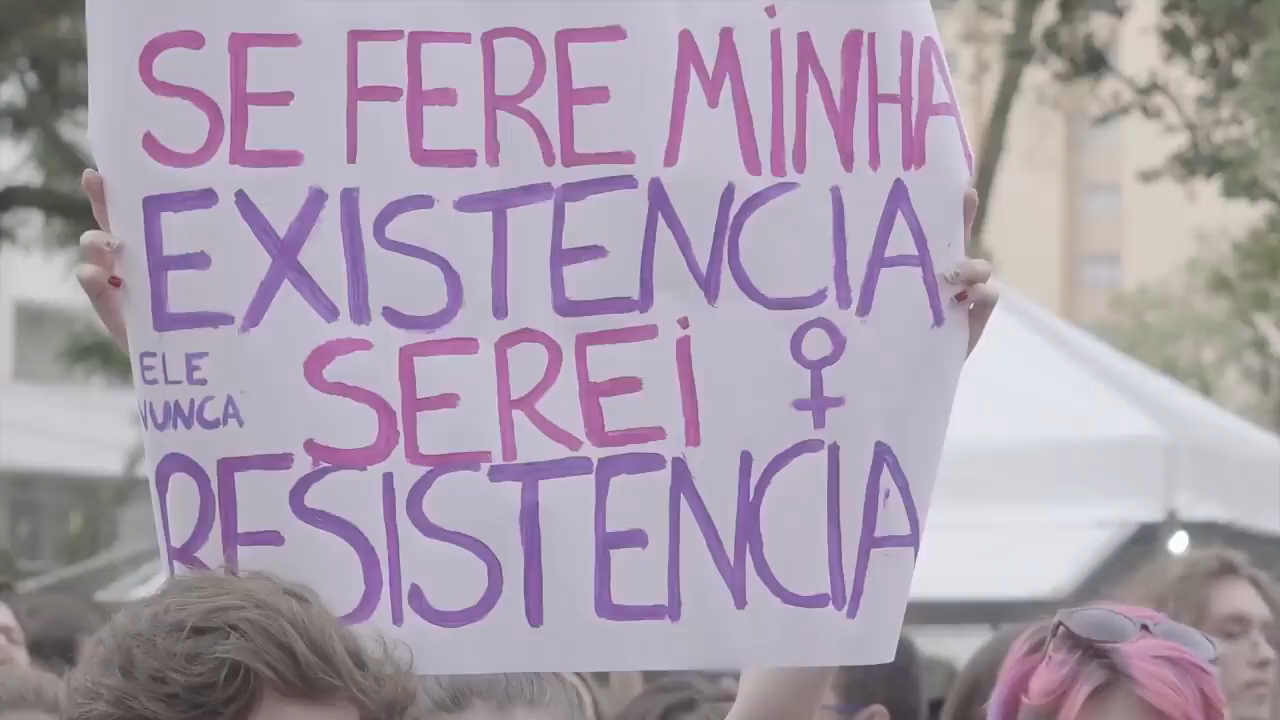 SE FERE MINHA
EXISTENCIA
ELE
NUNCA
SEREI
RESISTENCIA